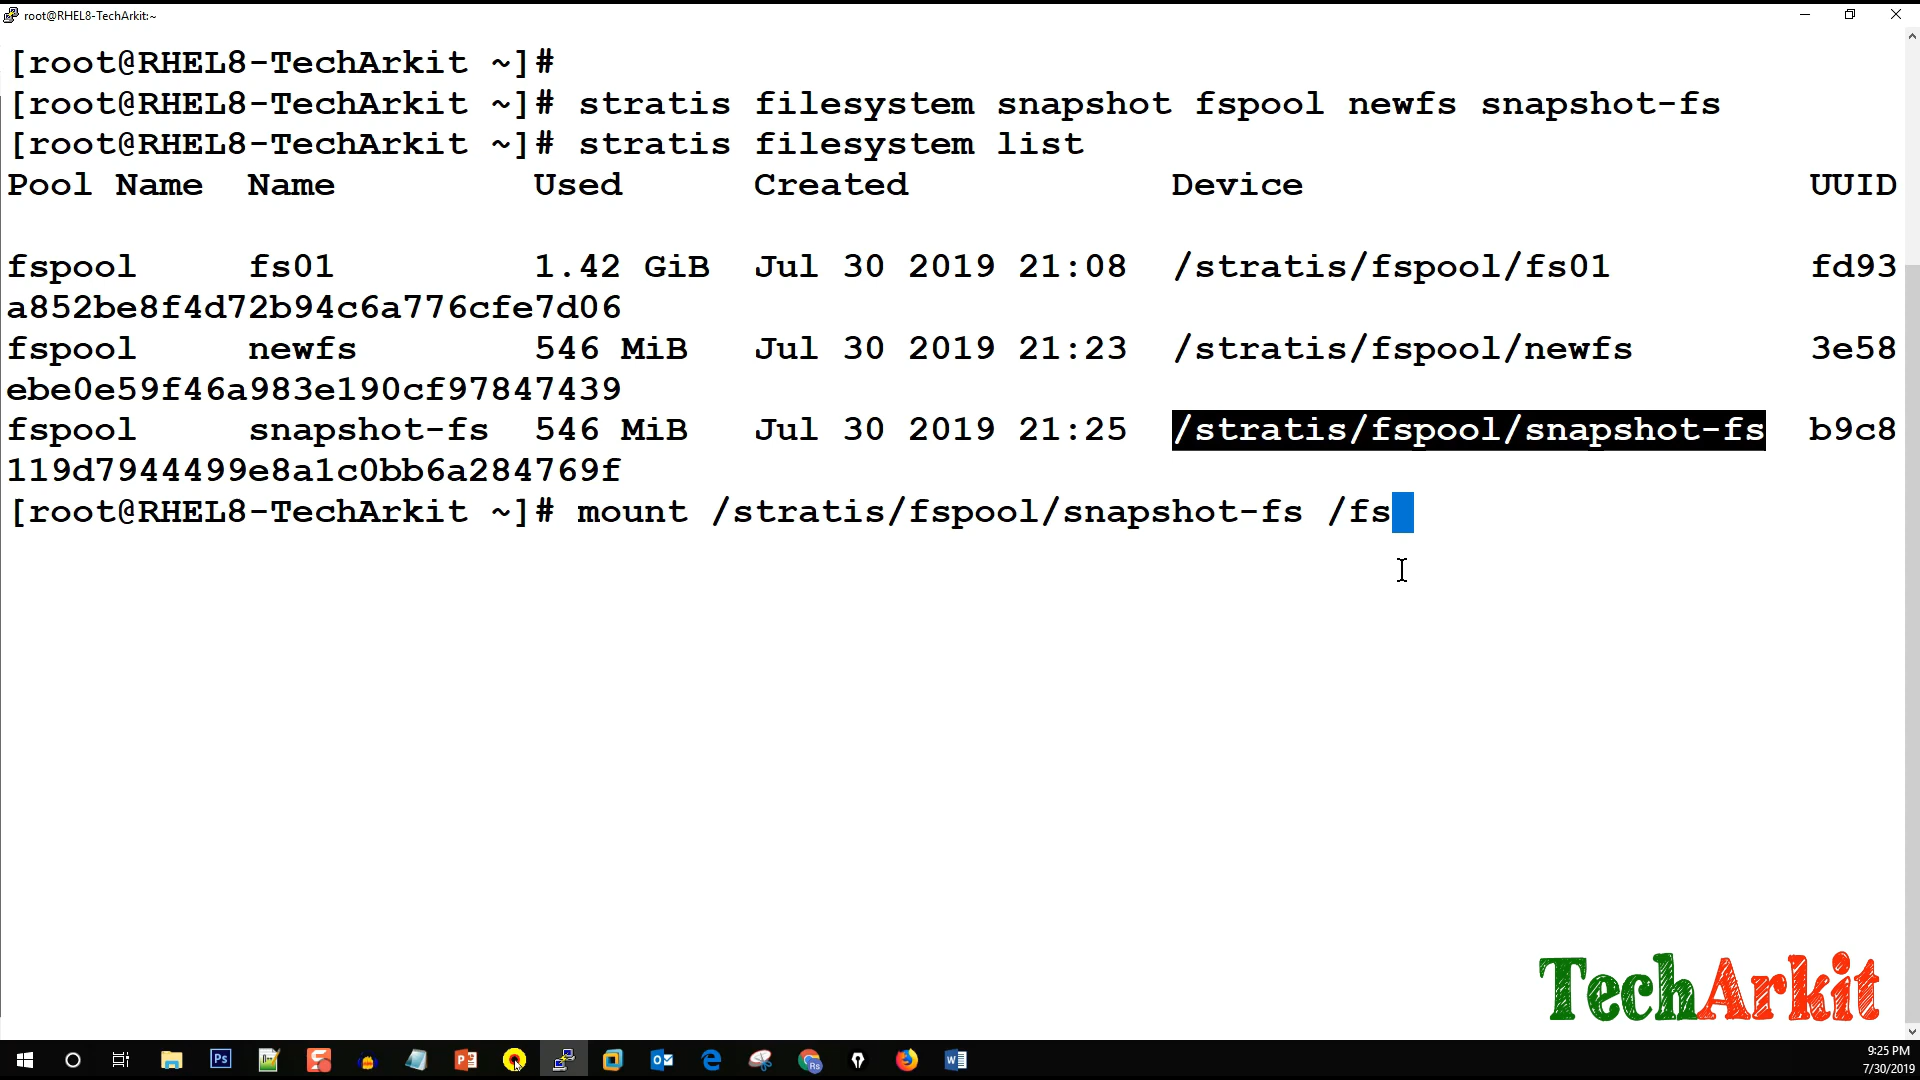 root@RHEL8-TechArkit:~
[root@RHEL8-TechArkit ~]#
[root@RHEL8-TechArkit ~]# stratis filesystem snapshot fspool newfs snapshot-fs
[root@RHEL8-TechArkit ~]# stratis filesystem list
Pool Name  Name         Used      Created            Device                       UUID
fspool     fs01         1.42 GiB  Jul 30 2019 21:08  /stratis/fspool/fs01         fd93
a852be8f4d72b94c6a776cfe7d06
fspool     newfs        546 MiB   Jul 30 2019 21:23  /stratis/fspool/newfs        3e58
ebe0e59f46a983e190cf97847439
fspool     snapshot-fs  546 MiB   Jul 30 2019 21:25  /stratis/fspool/snapshot-fs  b9c8
119d7944499e8a1c0bb6a284769f
[root@RHEL8-TechArkit ~]# mount /stratis/fspool/snapshot-fs /fs
TechArkit
Ps
Rs
9:25 PM
7/30/2019